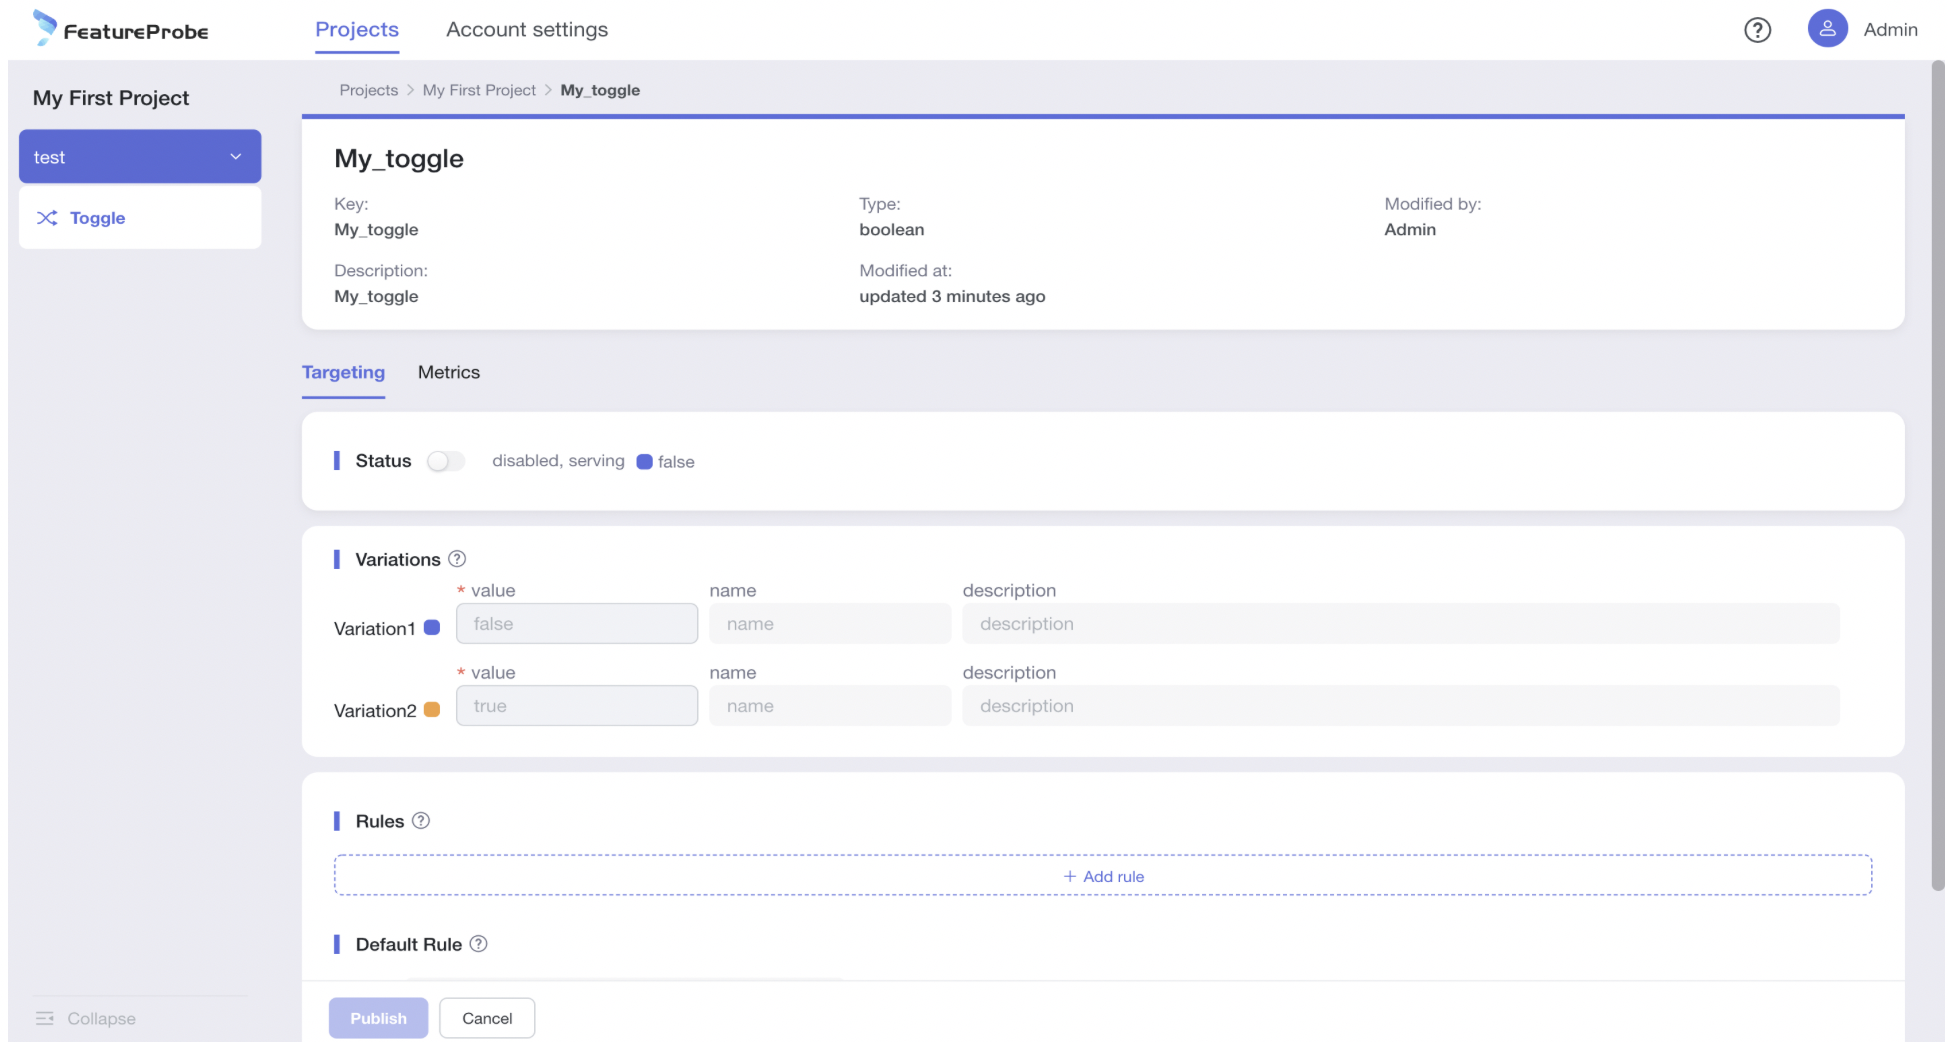 FeatureProbe
Projects
Account settings
?
Admin
My First Project
test
Toggle
Collapse
Projects > My First Project > My_toggle
My_toggle
Key:
My_toggle
Type:
boolean
Modified by:
Admin
Description:
My_toggle
Modified at:
updated 3 minutes ago
Targeting
Metrics
Status
disabled, serving false
Variations ?
* value name description
Variation1 false name description
* value name description
Variation2 true name description
Rules ?
+ Add rule
Default Rule ?
Publish
Cancel